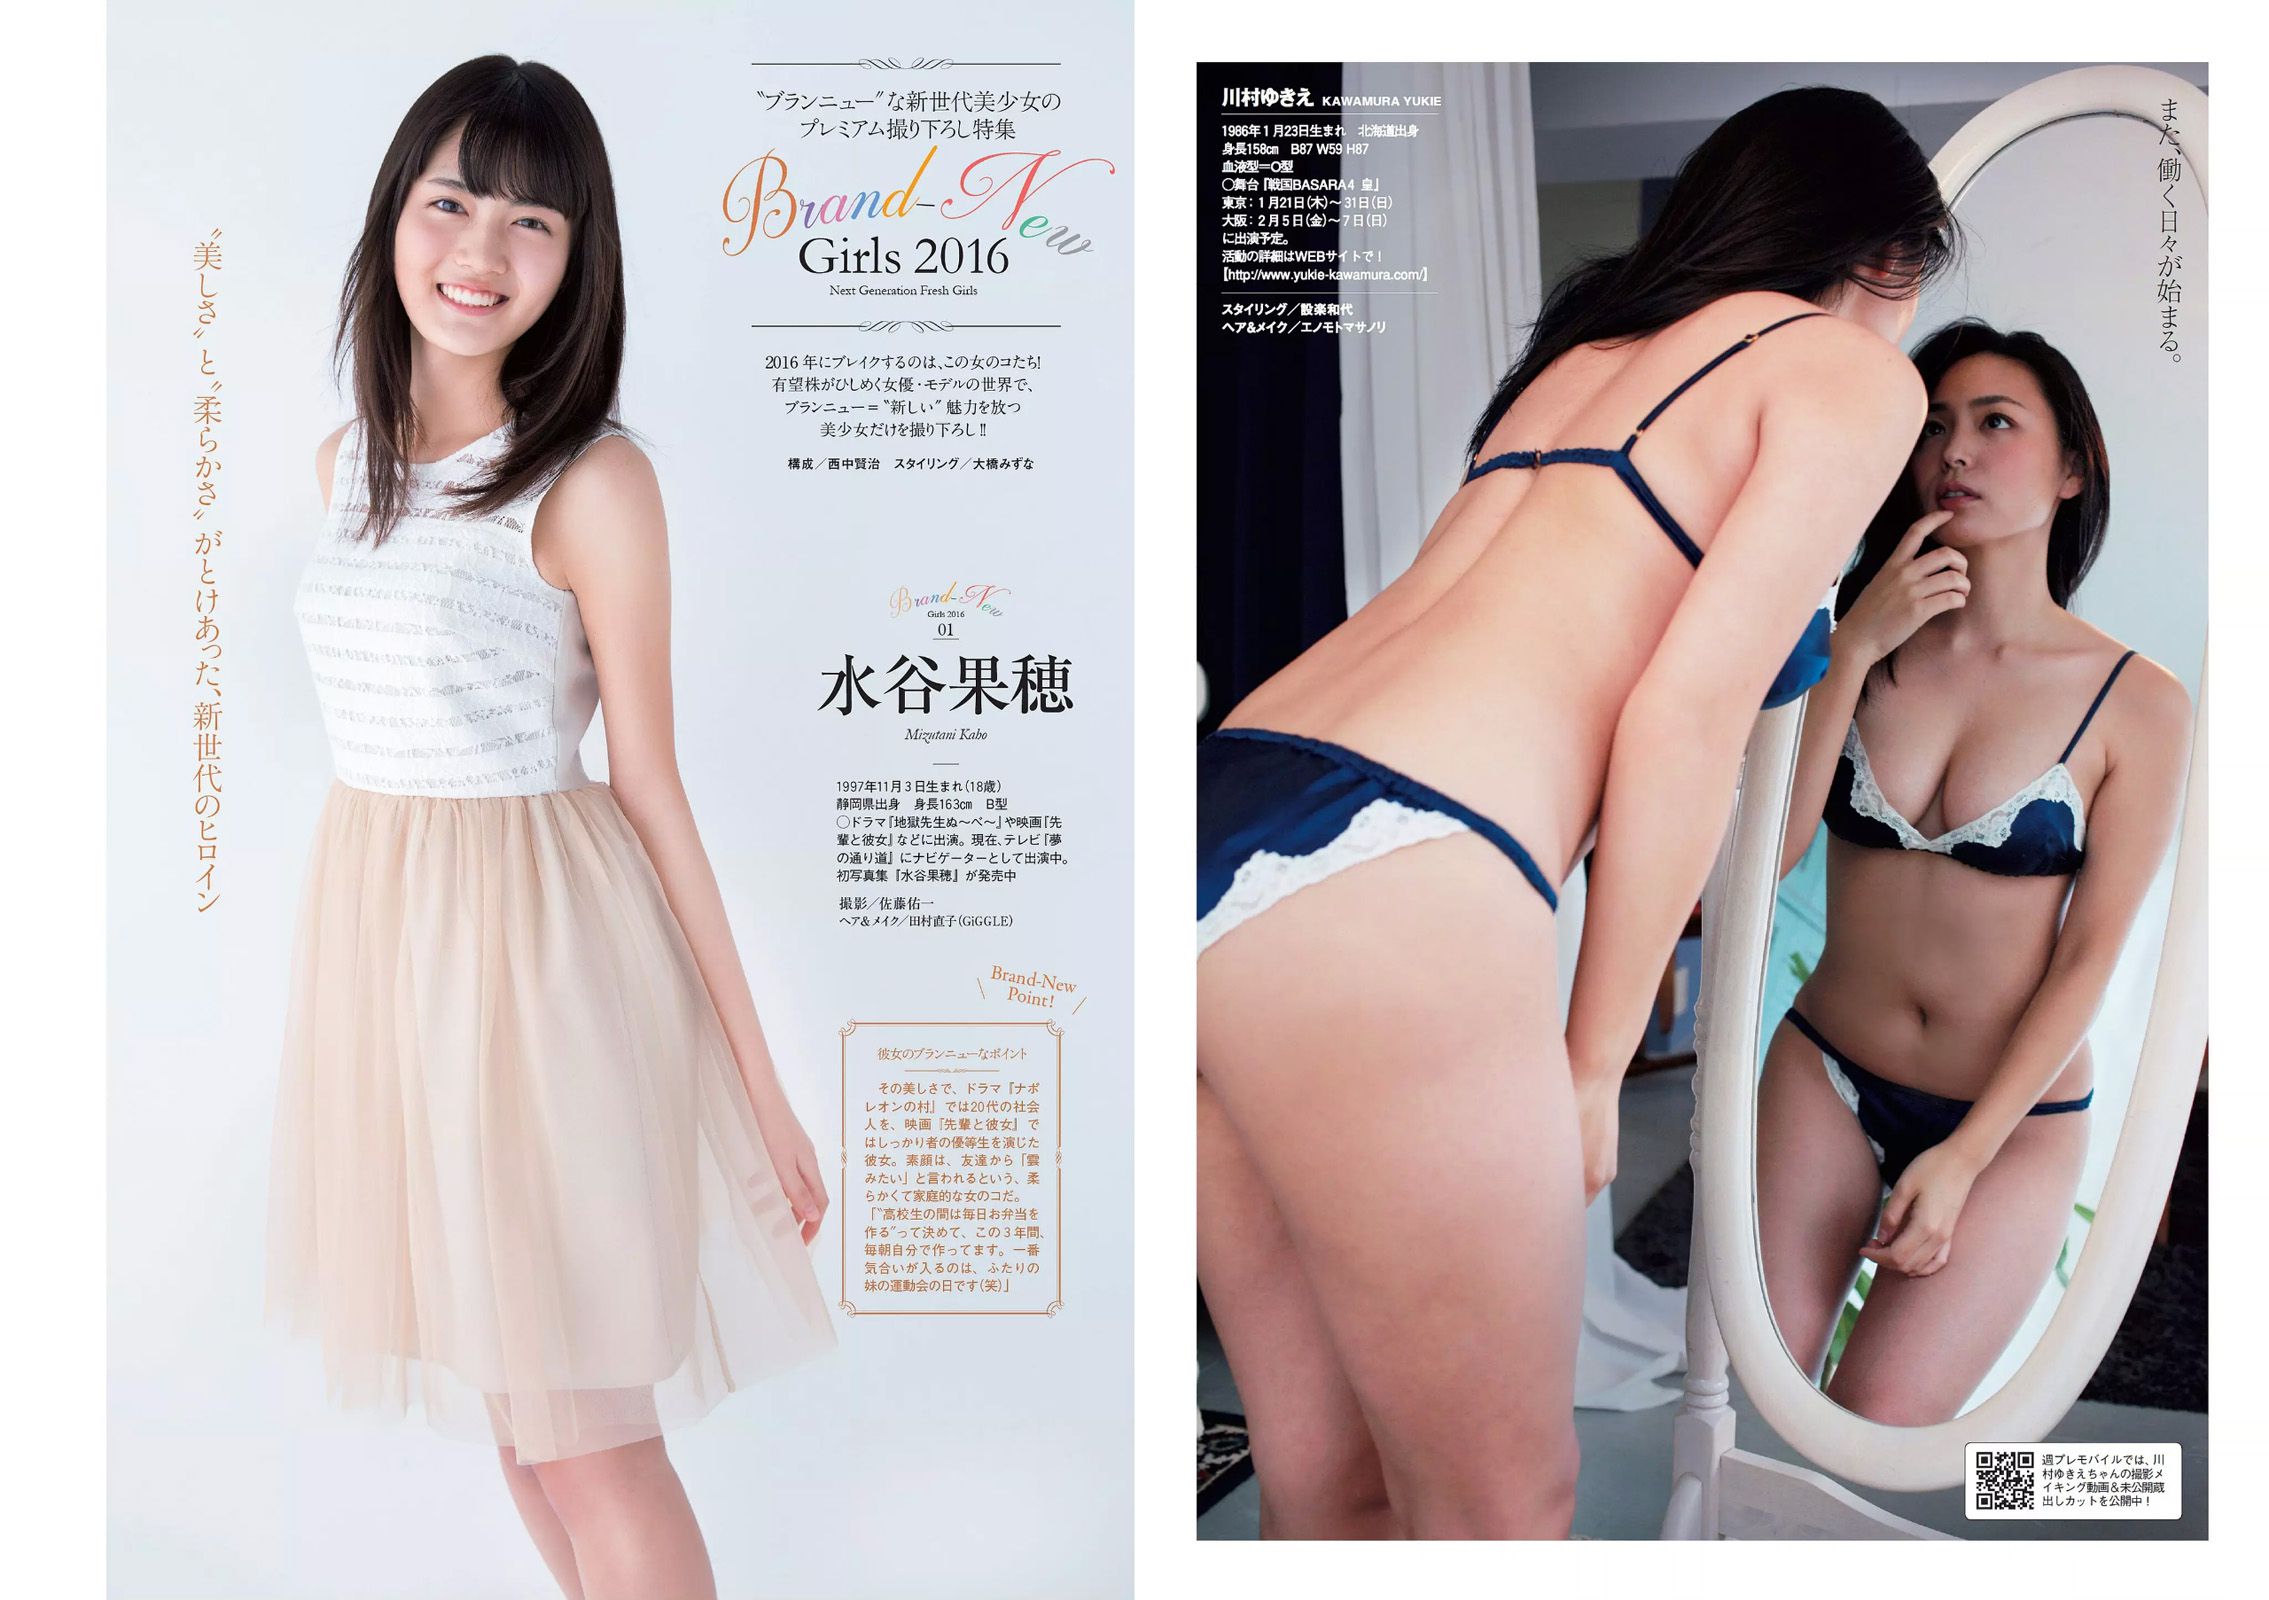 〝ブランニュー〟な新世代美少女の
プレミアム撮り下ろし特集
Brand-New
Girls 2016
Next Generation Fresh Girls
2016年にブレイクするのは、この女のコたち!
有望株がひしめく女優・モデルの世界で、
ブランニュー＝〝新しい〟魅力を放つ
美少女だけを撮り下ろし!!
構成／西中賢治　スタイリング／大橋みずな
〝美しさ〟と〝柔らかさ〟がとけあった、新世代のヒロイン
Brand-New
Girls 2016
01
水谷果穂
Mizutani Kaho
1997年11月3日生まれ（18歳）
静岡県出身　身長163㎝　B型
○ドラマ『地獄先生ぬ〜べ〜』や映画『先
輩と彼女』などに出演。現在、テレビ『夢
の通り道』にナビゲーターとして出演中。
初写真集『水谷果穂』が発売中
撮影／佐藤佑一
ヘア＆メイク／田村直子（GiGGLE）
Brand-New
Point!
彼女のブランニューなポイント
その美しさで、ドラマ『ナポ
レオンの村』では20代の社会
人を、映画『先輩と彼女』で
はしっかり者の優等生を演じた
彼女。素顔は、友達から「雲
みたい」と言われるという、柔
らかくて家庭的な女のコだ。
「〝高校生の間は毎日お弁当を
作る〟って決めて、この3年間、
毎朝自分で作ってます。一番
気合いが入るのは、ふたりの
妹の運動会の日です（笑）」
川村ゆきえ KAWAMURA YUKIE
1986年1月23日生まれ　北海道出身
身長158㎝　B87 W59 H87
血液型＝O型
○舞台『戦国BASARA4 皇』
東京：1月21日（木）〜31日（日）
大阪：2月5日（金）〜7日（日）
に出演予定。
活動の詳細はWEBサイトで！
【http://www.yukie-kawamura.com/】
スタイリング／設楽和代
ヘア&メイク／エノモトマサノリ
また、働く日々が始まる。
週プレモバイルでは、川
村ゆきえちゃんの撮影メ
イキング動画＆未公開蔵
出しカットを公開中！